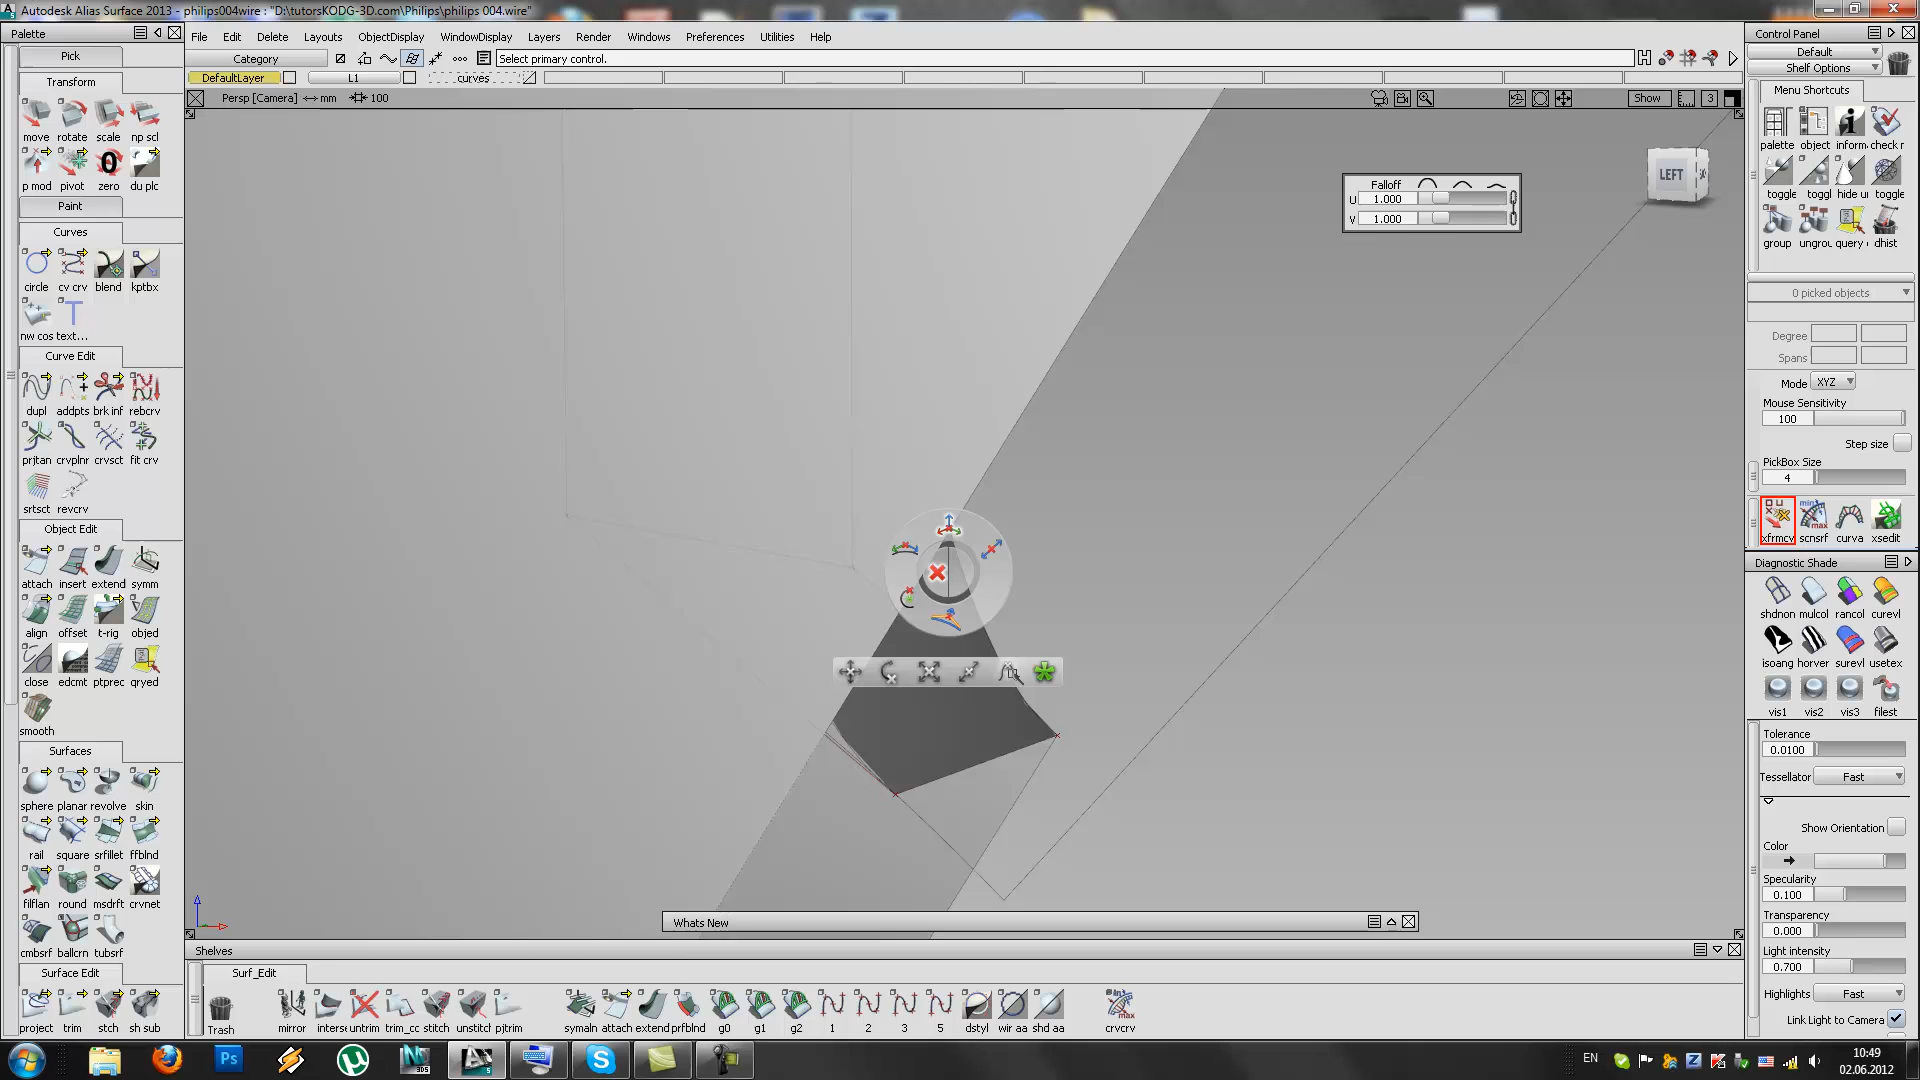 Autodesk Alias Surface 2013 - philips004wire : "D:\tutorsKODG-3D.com\Philips\philips 004.wire"
Palette
File Edit Delete Layouts ObjectDisplay WindowDisplay Layers Render Windows Preferences Utilities Help
Control Panel
Pick
Category
Select primary control.
Default
Shelf Options
Transform
DefaultLayer L1 curves
Menu Shortcuts
Persp [Camera] mm 100
Show 3
move rotate scale np scl
palette object inform check r
p mod pivot zero du plc
toggle toggl hide u toggle
Paint
group ungrou query dhist
Falloff
U 1.000
V 1.000
LEFT
Curves
circle cv crv blend kptbx
nw cos text...
0 picked objects
Degree
Spans
Curve Edit
Mode XYZ
dupl addpts brk inf rebcrv
Mouse Sensitivity
100
Step size
prjtan crvplnr crvsct fit crv
PickBox Size
4
srtsct revcrv
min max
xfrmcv scnsrf curva xsedit
Object Edit
attach insert extend symm
Diagnostic Shade
align offset t-rig objed
shdnon mulcol rancol curevl
isoang horver surevl usetex
close edcmt ptprec qryed
vis1 vis2 vis3 filest
smooth
Tolerance
0.0100
Surfaces
Tessellator Fast
sphere planar revolve skin
Show Orientation
Color
rail square srfillet ffblnd
Specularity
0.100
filflan round msdrft crvnet
Transparency
0.000
Whats New
cmbsrf ballcrn tubsrf
Light intensity
0.700
Shelves
Surface Edit
Surf_Edit
Highlights Fast
project trim stch sh sub
Trash mirror interse untrim trim_cc stitch unstitch pjtrim symaln attach extend prfblnd g0 g1 g2 1 2 3 5 dstyl wir aa shd aa crvcrv
Link Light to Camera
EN
10:49
02.06.2012